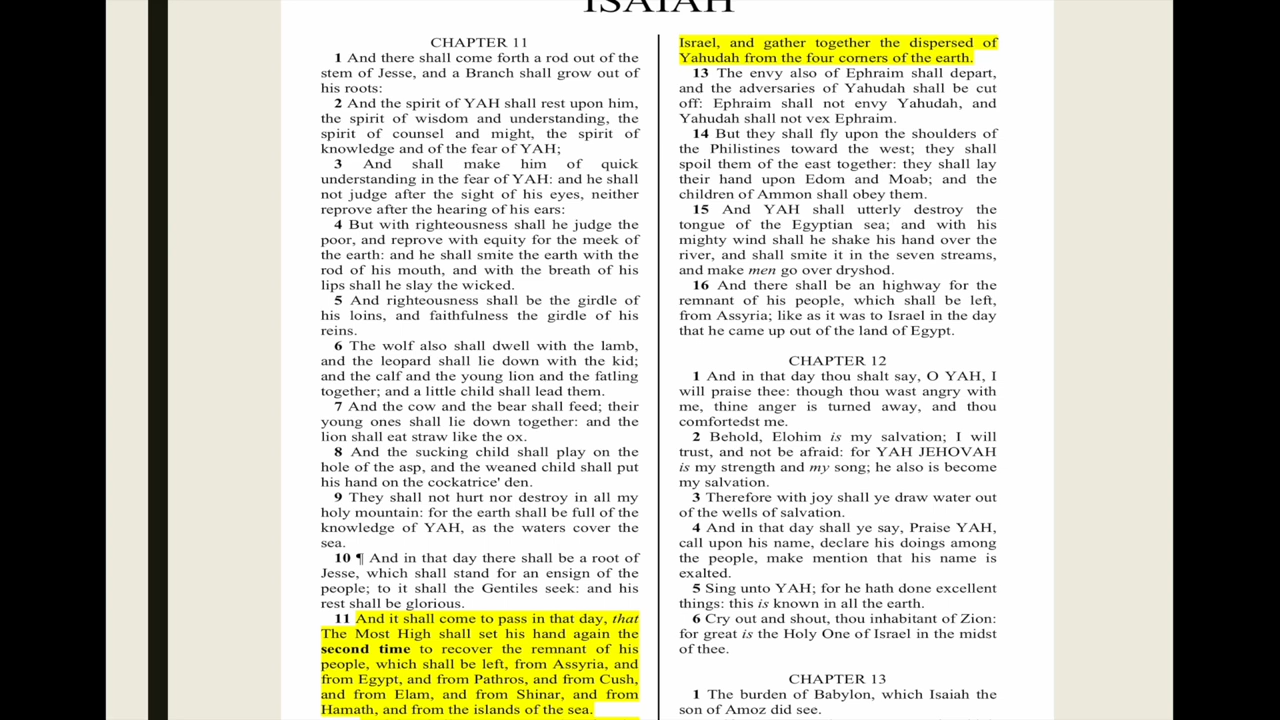 ISAIAH
CHAPTER 11
1 And there shall come forth a rod out of the
stem of Jesse, and a Branch shall grow out of
his roots:
2 And the spirit of YAH shall rest upon him,
the spirit of wisdom and understanding, the
spirit of counsel and might, the spirit of
knowledge and of the fear of YAH;
3 And shall make him of quick
understanding in the fear of YAH: and he shall
not judge after the sight of his eyes, neither
reprove after the hearing of his ears:
4 But with righteousness shall he judge the
poor, and reprove with equity for the meek of
the earth: and he shall smite the earth with the
rod of his mouth, and with the breath of his
lips shall he slay the wicked.
5 And righteousness shall be the girdle of
his loins, and faithfulness the girdle of his
reins.
6 The wolf also shall dwell with the lamb,
and the leopard shall lie down with the kid;
and the calf and the young lion and the fatling
together; and a little child shall lead them.
7 And the cow and the bear shall feed; their
young ones shall lie down together: and the
lion shall eat straw like the ox.
8 And the sucking child shall play on the
hole of the asp, and the weaned child shall put
his hand on the cockatrice' den.
9 They shall not hurt nor destroy in all my
holy mountain: for the earth shall be full of the
knowledge of YAH, as the waters cover the
sea.
10 ¶ And in that day there shall be a root of
Jesse, which shall stand for an ensign of the
people; to it shall the Gentiles seek: and his
rest shall be glorious.
11 And it shall come to pass in that day, that
The Most High shall set his hand again the
second time to recover the remnant of his
people, which shall be left, from Assyria, and
from Egypt, and from Pathros, and from Cush,
and from Elam, and from Shinar, and from
Hamath, and from the islands of the sea.
Israel, and gather together the dispersed of
Yahudah from the four corners of the earth.
13 The envy also of Ephraim shall depart,
and the adversaries of Yahudah shall be cut
off: Ephraim shall not envy Yahudah, and
Yahudah shall not vex Ephraim.
14 But they shall fly upon the shoulders of
the Philistines toward the west; they shall
spoil them of the east together: they shall lay
their hand upon Edom and Moab; and the
children of Ammon shall obey them.
15 And YAH shall utterly destroy the
tongue of the Egyptian sea; and with his
mighty wind shall he shake his hand over the
river, and shall smite it in the seven streams,
and make men go over dryshod.
16 And there shall be an highway for the
remnant of his people, which shall be left,
from Assyria; like as it was to Israel in the day
that he came up out of the land of Egypt.
CHAPTER 12
1 And in that day thou shalt say, O YAH, I
will praise thee: though thou wast angry with
me, thine anger is turned away, and thou
comfortedst me.
2 Behold, Elohim is my salvation; I will
trust, and not be afraid: for YAH JEHOVAH
is my strength and my song; he also is become
my salvation.
3 Therefore with joy shall ye draw water out
of the wells of salvation.
4 And in that day shall ye say, Praise YAH,
call upon his name, declare his doings among
the people, make mention that his name is
exalted.
5 Sing unto YAH; for he hath done excellent
things: this is known in all the earth.
6 Cry out and shout, thou inhabitant of Zion:
for great is the Holy One of Israel in the midst
of thee.
CHAPTER 13
1 The burden of Babylon, which Isaiah the
son of Amoz did see.